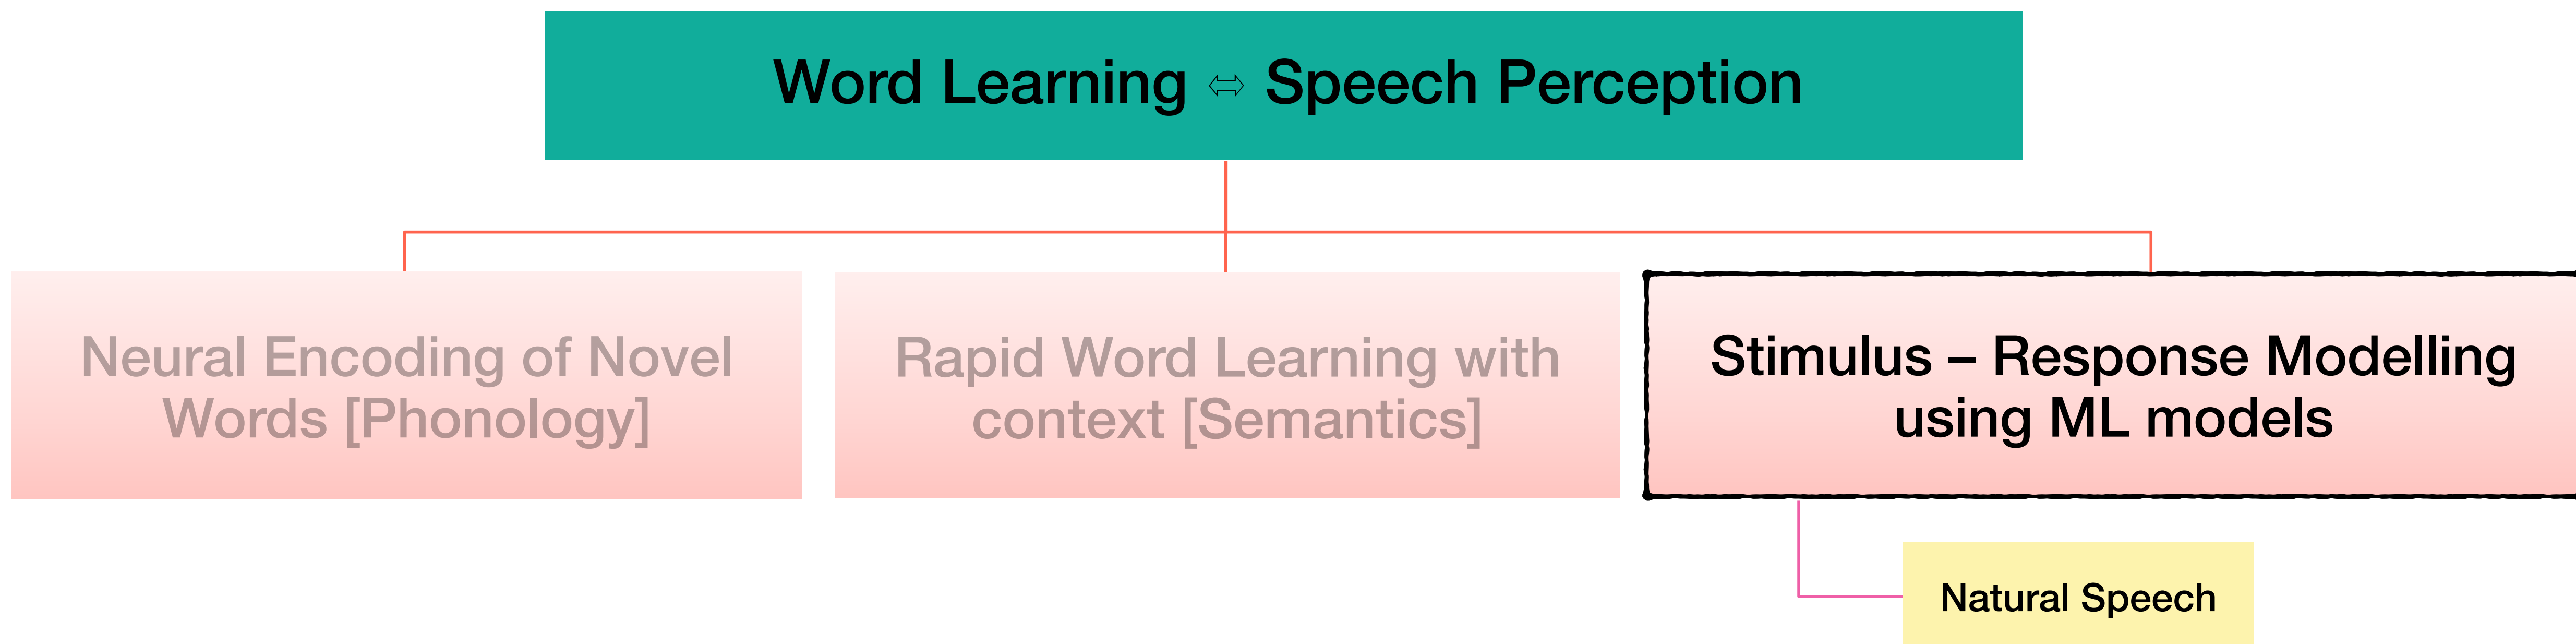 Word Learning ⬄ Speech Perception
Neural Encoding of Novel
Words [Phonology]
Rapid Word Learning with
context [Semantics]
Stimulus – Response Modelling
using ML models
Natural Speech